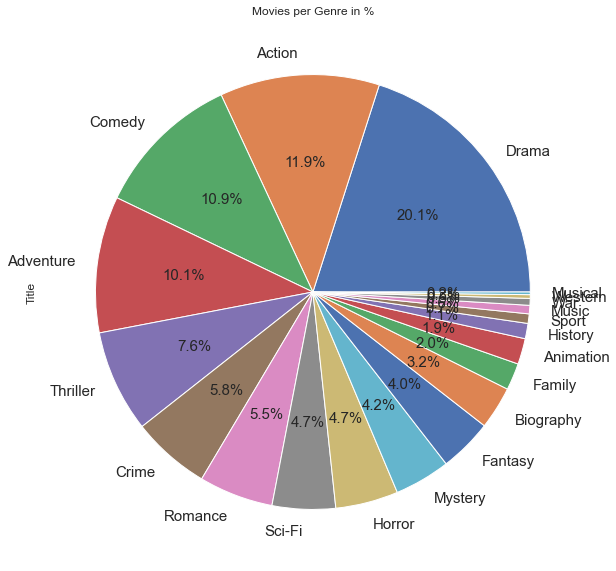 Movies per Genre in %
Action
Comedy
Drama
11.9%
10.9%
20.1%
Adventure
10.1%
Title
Musical
Western
War
Music
Sport
History
Animation
Family
Biography
Fantasy
Mystery
Horror
Sci-Fi
Romance
Crime
Thriller
7.6%
5.8%
5.5%
4.7%
4.7%
4.2%
4.0%
3.2%
2.0%
1.9%
1.1%